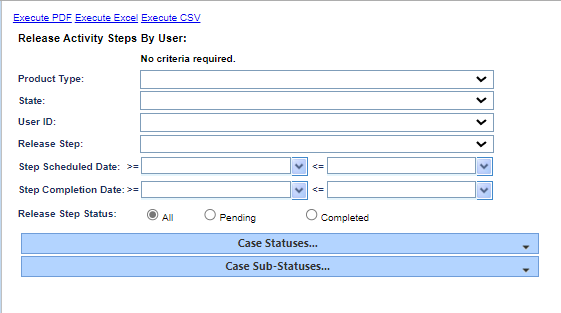 Execute PDF Execute Excel Execute CSV
Release Activity Steps By User:
No criteria required.
Product Type:
State:
User ID:
Release Step:
Step Scheduled Date: >= <=
Step Completion Date: >= <=
Release Step Status: All Pending Completed
Case Statuses...
Case Sub-Statuses...